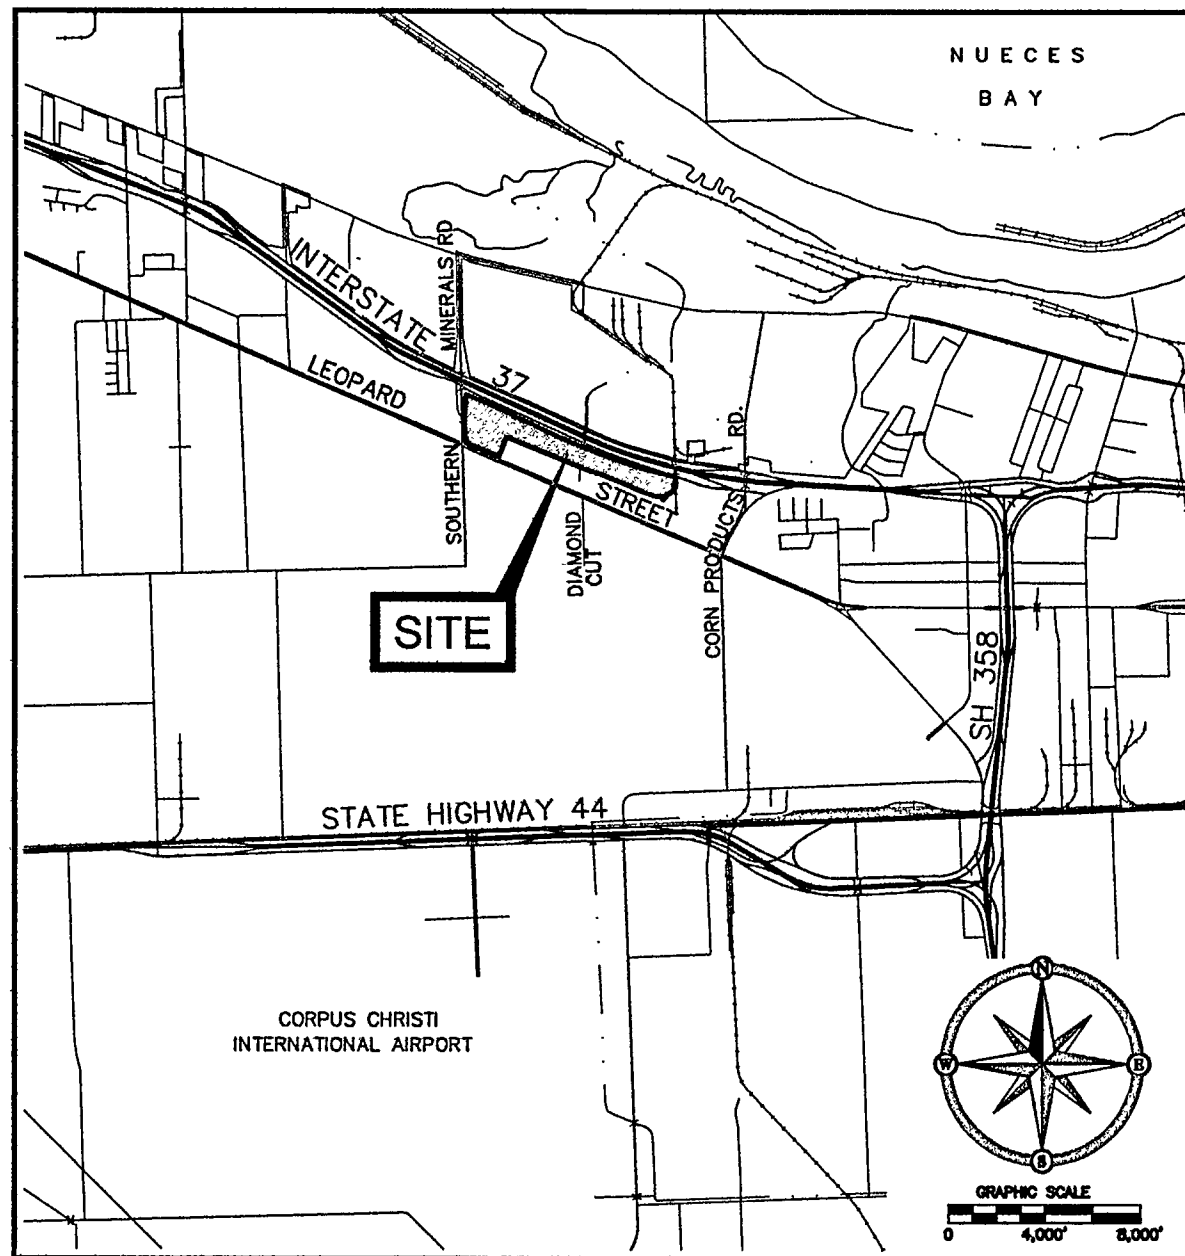 NUECES
BAY
INTERSTATE
37
MINERALS RD
SOUTHERN
LEOPARD
STREET
DIAMOND
CUT
CORN PRODUCTS RD.
SITE
SH 358
STATE HIGHWAY 44
CORPUS CHRISTI
INTERNATIONAL AIRPORT
N
W
E
S
GRAPHIC SCALE
0 4,000' 8,000'